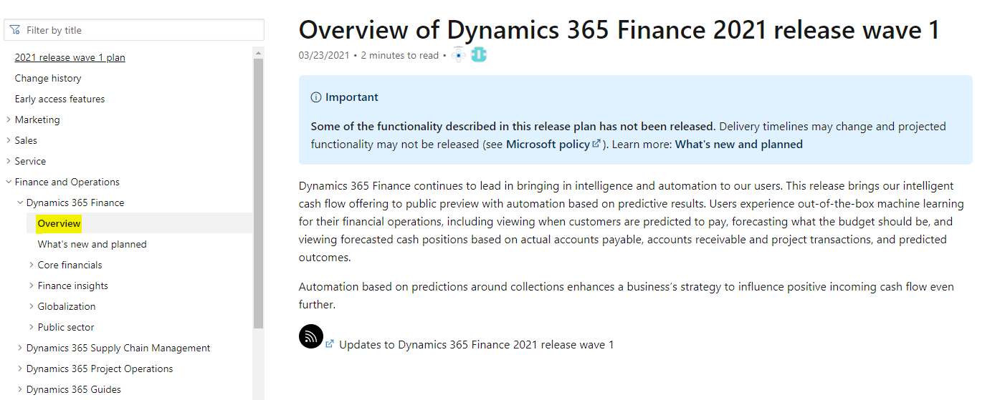 Filter by title
2021 release wave 1 plan
Change history
Early access features
Marketing
Sales
Service
Finance and Operations
Dynamics 365 Finance
Overview
What's new and planned
Core financials
Finance insights
Globalization
Public sector
Dynamics 365 Supply Chain Management
Dynamics 365 Project Operations
Dynamics 365 Guides
Overview of Dynamics 365 Finance 2021 release wave 1
03/23/2021 • 2 minutes to read •
Important
Some of the functionality described in this release plan has not been released. Delivery timelines may change and projected
functionality may not be released (see Microsoft policy). Learn more: What's new and planned
Dynamics 365 Finance continues to lead in bringing in intelligence and automation to our users. This release brings our intelligent
cash flow offering to public preview with automation based on predictive results. Users experience out-of-the-box machine learning
for their financial operations, including viewing when customers are predicted to pay, forecasting what the budget should be, and
viewing forecasted cash positions based on actual accounts payable, accounts receivable and project transactions, and predicted
outcomes.
Automation based on predictions around collections enhances a business's strategy to influence positive incoming cash flow even
further.
Updates to Dynamics 365 Finance 2021 release wave 1